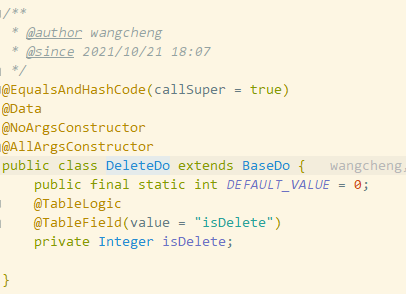 /**
 * @author wangcheng
 * @since 2021/10/21 18:07
 */
@EqualsAndHashCode(callSuper = true)
@Data
@NoArgsConstructor
@AllArgsConstructor
public class DeleteDo extends BaseDo {   wangcheng,
    public final static int DEFAULT_VALUE = 0;
    @TableLogic
    @TableField(value = "isDelete")
    private Integer isDelete;
}